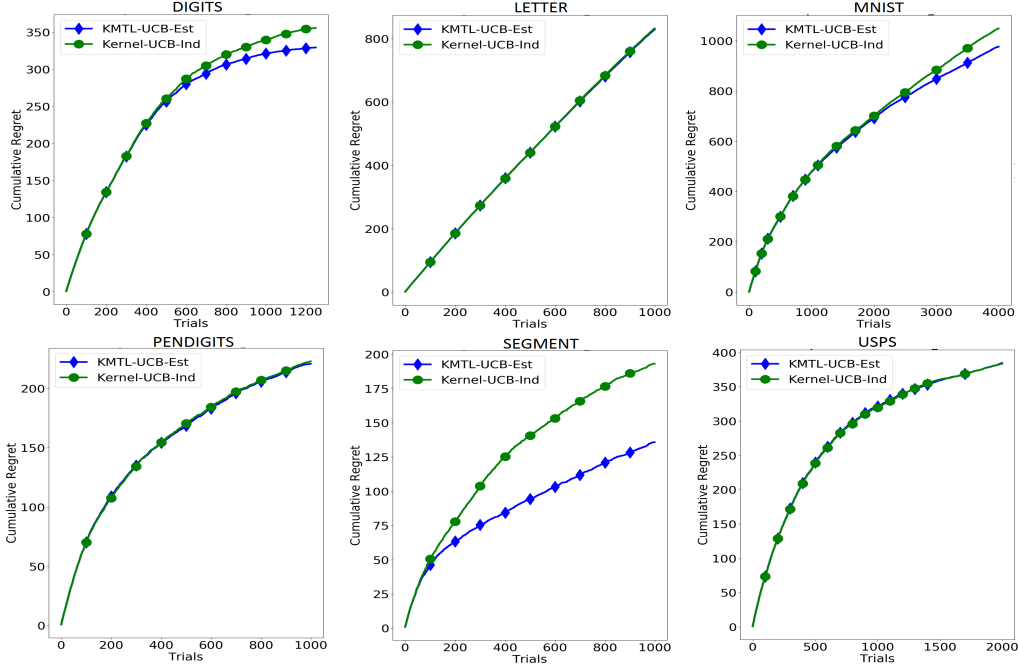 DIGITS
KMTL-UCB-Est
Kernel-UCB-Ind
Cumulative Regret
350
300
250
200
150
100
50
0
0 200 400 600 800 1000 1200
Trials
LETTER
KMTL-UCB-Est
Kernel-UCB-Ind
Cumulative Regret
800
600
400
200
0
0 200 400 600 800 1000
Trials
MNIST
KMTL-UCB-Est
Kernel-UCB-Ind
Cumulative Regret
1000
800
600
400
200
0
0 1000 2000 3000 4000
Trials
PENDIGITS
KMTL-UCB-Est
Kernel-UCB-Ind
Cumulative Regret
200
150
100
50
0
0 200 400 600 800 1000
Trials
SEGMENT
KMTL-UCB-Est
Kernel-UCB-Ind
Cumulative Regret
200
175
150
125
100
75
50
25
0
0 200 400 600 800 1000
Trials
USPS
KMTL-UCB-Est
Kernel-UCB-Ind
Cumulative Regret
400
350
300
250
200
150
100
50
0
0 500 1000 1500 2000
Trials